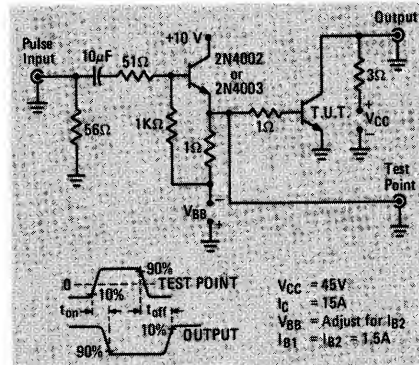 Output
+10 V
2N4002
or
2N4003
Pulse
Input
10µF
51Ω
3Ω
56Ω
1KΩ
1Ω
1Ω
T.U.T.
+
VCC
−
Test
Point
−
VBB
+
0
90%
TEST POINT
10%
ton
toff
10%
OUTPUT
90%
VCC = 45V
IC = 15A
VBB = Adjust for IB2
IB1 = IB2 = 1.5A